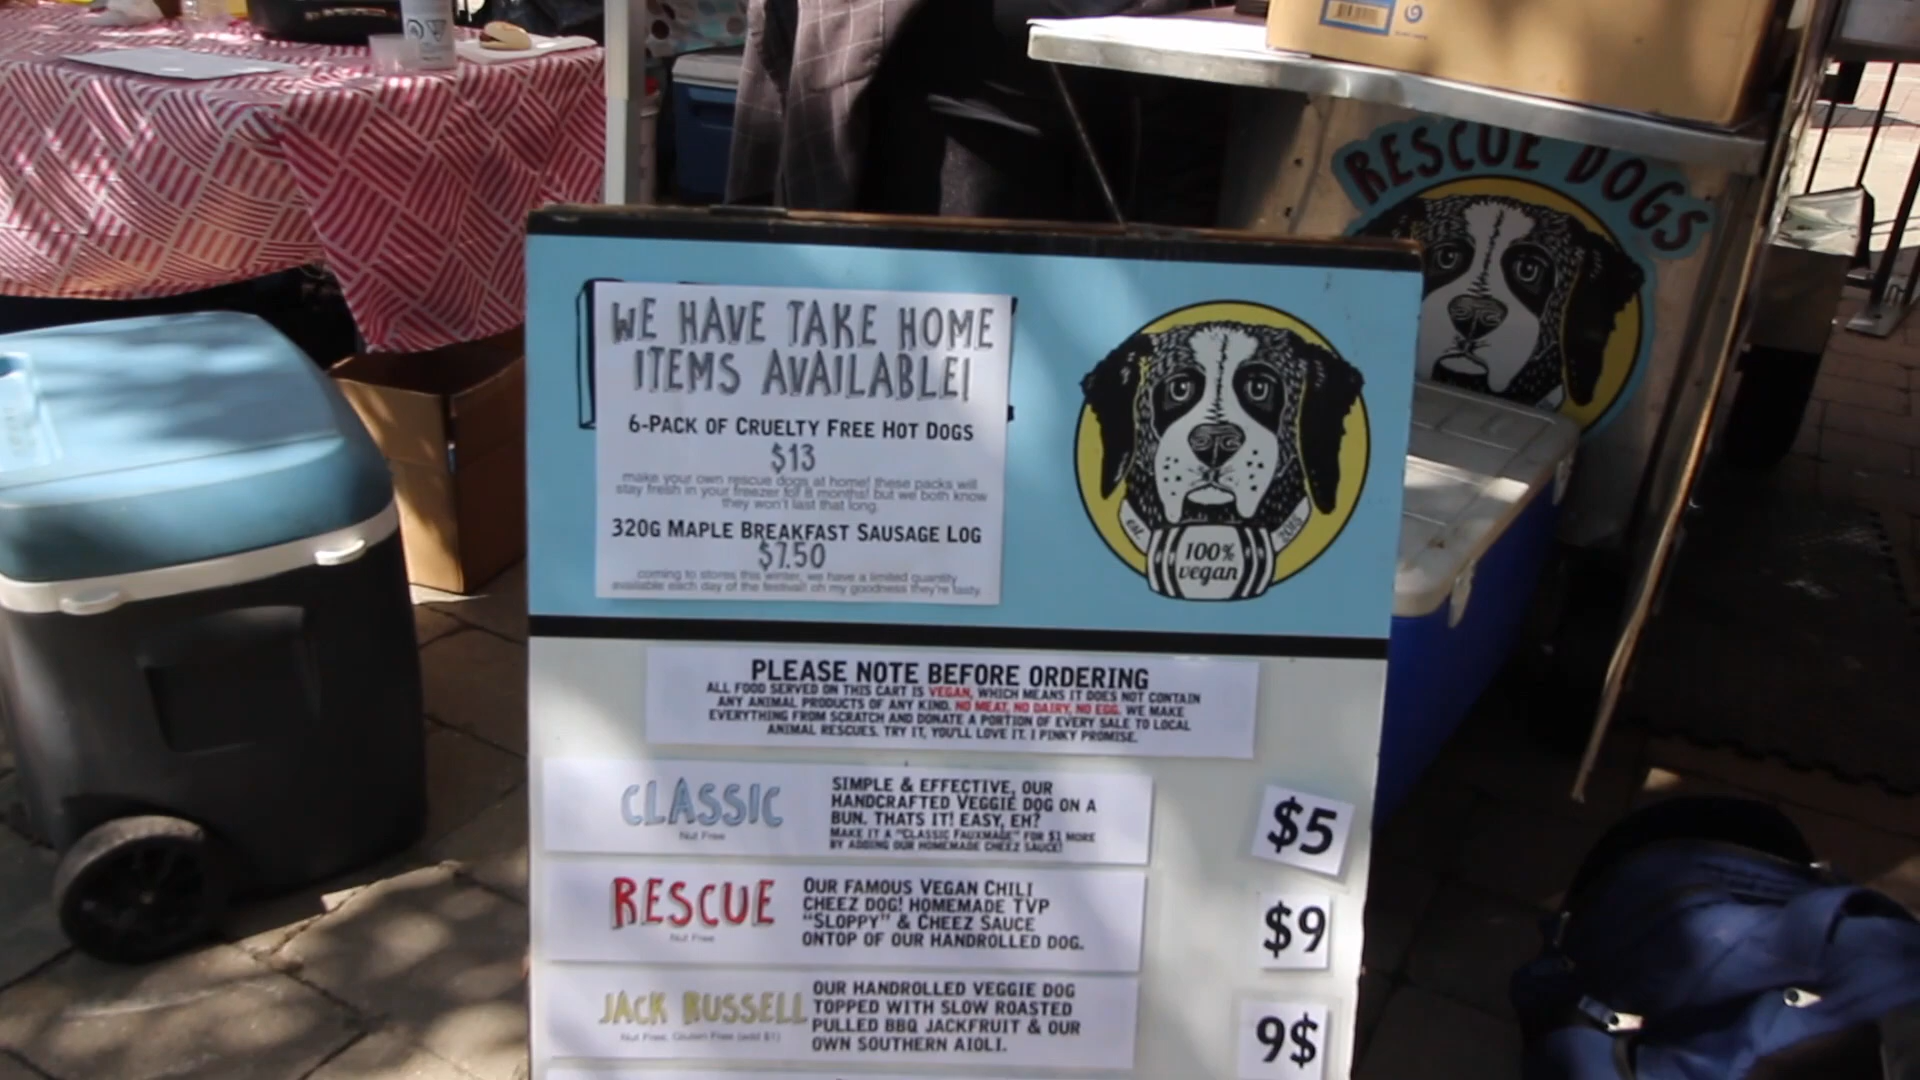 RESCUE DOGS
WE HAVE TAKE HOME
ITEMS AVAILABLE!
6-PACK OF CRUELTY FREE HOT DOGS
$13
make your own rescue dogs at home! these packs will
stay fresh in your freezer for 8 months! but we both know
they won't last that long.
320G MAPLE BREAKFAST SAUSAGE LOG
$7.50
coming to stores this winter, we have a limited quantity
available each day of the festival! oh my goodness they're tasty.
est. 2013
100%
vegan
PLEASE NOTE BEFORE ORDERING
ALL FOOD SERVED ON THIS CART IS VEGAN, WHICH MEANS IT DOES NOT CONTAIN
ANY ANIMAL PRODUCTS OF ANY KIND. NO MEAT, NO DAIRY, NO EGG. WE MAKE
EVERYTHING FROM SCRATCH AND DONATE A PORTION OF EVERY SALE TO LOCAL
ANIMAL RESCUES. TRY IT, YOU'LL LOVE IT. I PINKY PROMISE.
CLASSIC
Nut Free
SIMPLE & EFFECTIVE, OUR
HANDCRAFTED VEGGIE DOG ON A
BUN. THATS IT! EASY, EH?
MAKE IT A "CLASSIC FAUXMAGE" FOR $1 MORE
BY ADDING OUR HOMEMADE CHEEZ SAUCE!
$5
RESCUE
Nut Free
OUR FAMOUS VEGAN CHILI
CHEEZ DOG! HOMEMADE TVP
"SLOPPY" & CHEEZ SAUCE
ONTOP OF OUR HANDROLLED DOG.
$9
JACK RUSSELL
Nut Free, Gluten Free (add $1)
OUR HANDROLLED VEGGIE DOG
TOPPED WITH SLOW ROASTED
PULLED BBQ JACKFRUIT & OUR
OWN SOUTHERN AIOLI.
9$